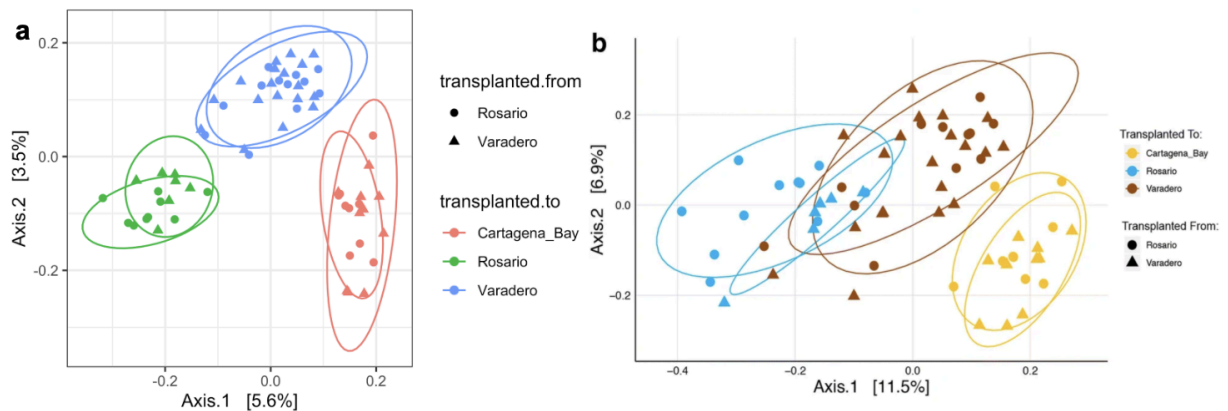 a
0.2
0.0
-0.2
Axis.2 [3.5%]
-0.2
0.0
0.2
Axis.1 [5.6%]
transplanted.from
Rosario
Varadero
transplanted.to
Cartagena_Bay
Rosario
Varadero
b
0.2
0.0
−0.2
Axis.2 [6.9%]
−0.4
−0.2
0.0
0.2
Axis.1 [11.5%]
Transplanted To:
Cartagena_Bay
Rosario
Varadero
Transplanted From:
Rosario
Varadero